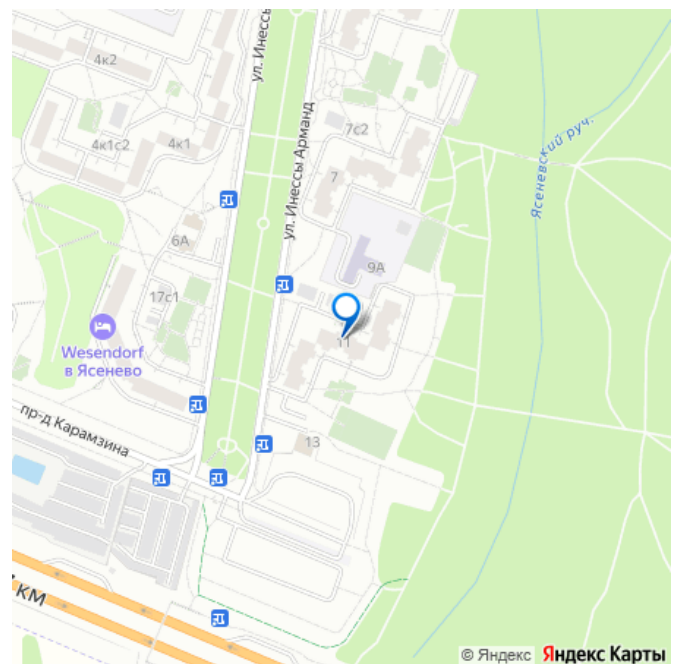 4к2
ул. Инессы
7с2
4к1с2
4к1
Ясеневский руч.
ул. Инессы Арманд
7
6А
9А
17с1
11
Wesendorf
в Ясенево
пр-д Карамзина
13
КМ
© Яндекс Яндекс Карты